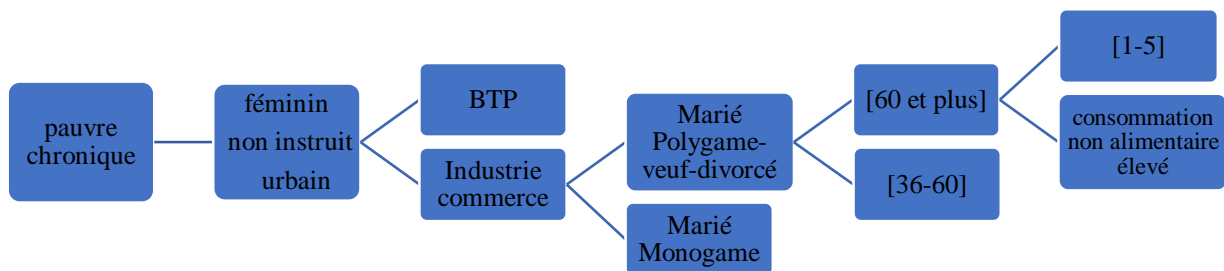 pauvre
chronique
féminin
non instruit
urbain
BTP
Industrie
commerce
Marié
Polygame-
veuf-divorcé
Marié
Monogame
[60 et plus]
[36-60]
[1-5]
consommation
non alimentaire
élevé